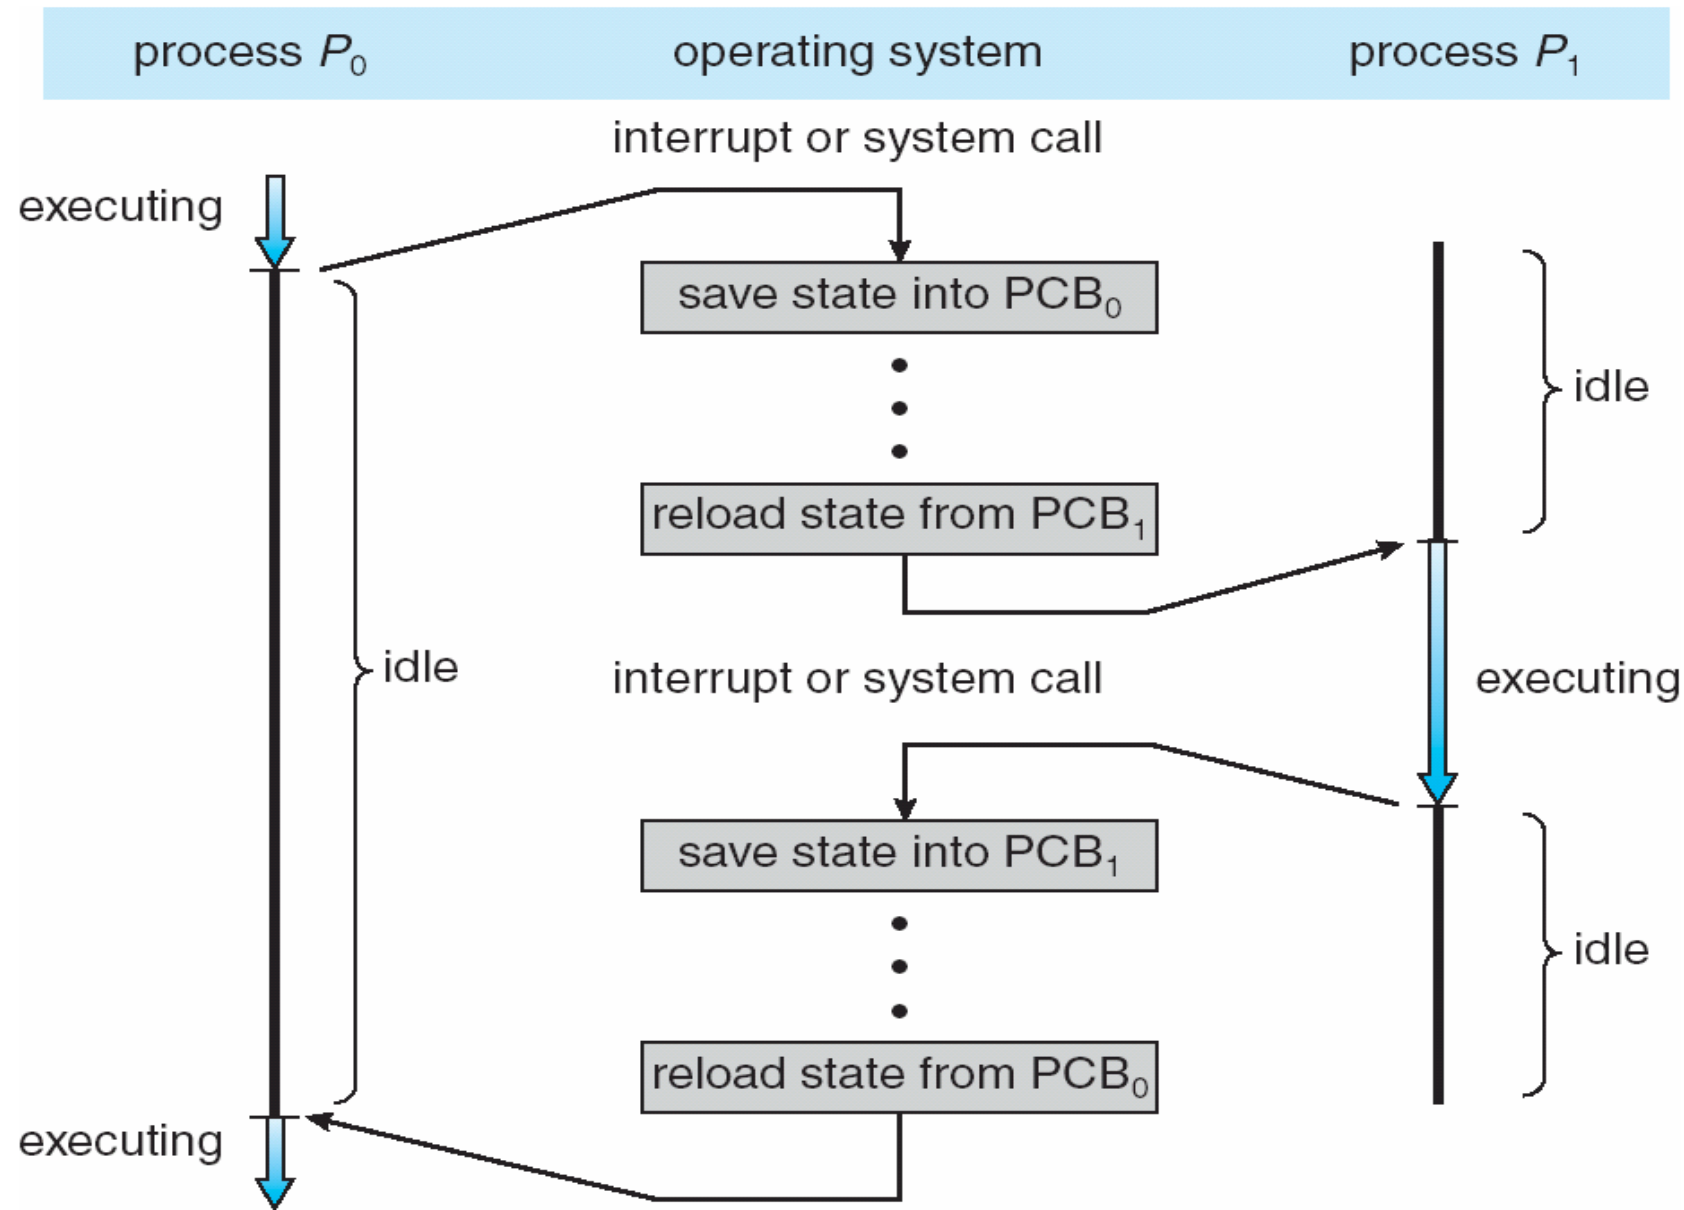 process P₀ operating system process P₁
interrupt or system call
executing
save state into PCB₀
idle
reload state from PCB₁
idle
interrupt or system call
executing
save state into PCB₁
idle
reload state from PCB₀
executing